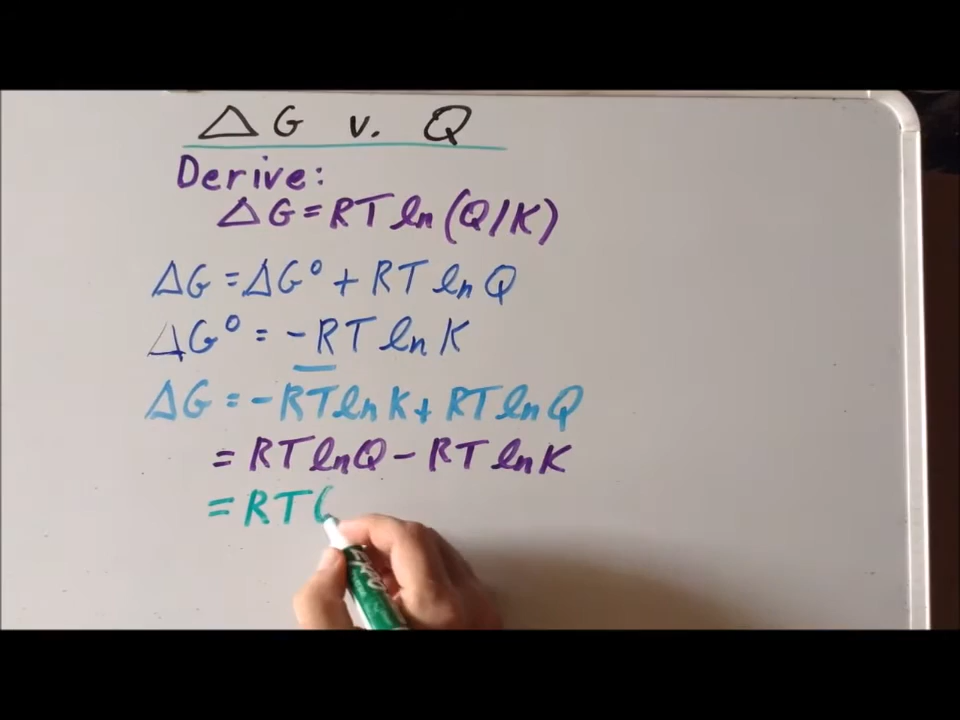 ΔG v. Q
Derive:
ΔG = RT ln (Q/K)
ΔG = ΔG° + RT ln Q
ΔG° = -RT ln K
ΔG = -RT ln K + RT ln Q
= RT ln Q - RT ln K
= RT(
EXPO